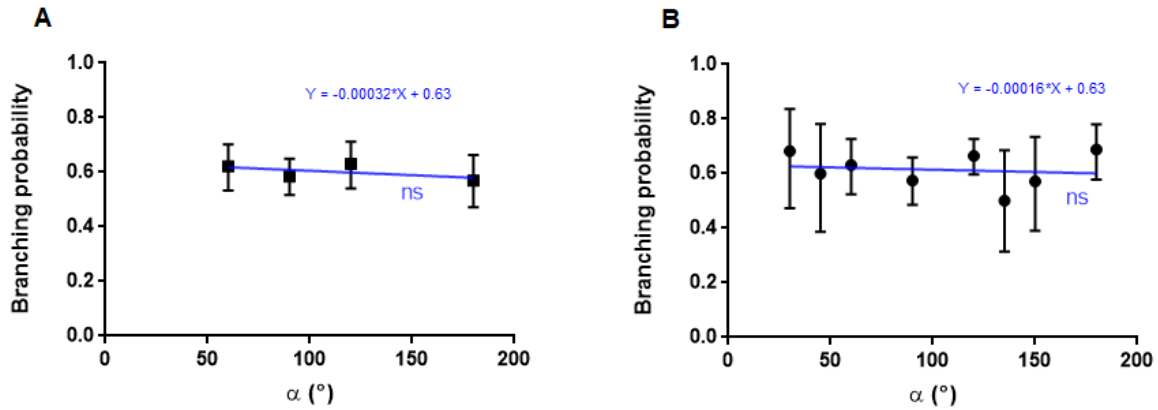 A
Y = -0.00032*X + 0.63
ns
Branching probability
1.0
0.8
0.6
0.4
0.2
0.0
0
50
100
150
200
α (°)
B
Y = -0.00016*X + 0.63
ns
Branching probability
1.0
0.8
0.6
0.4
0.2
0.0
0
50
100
150
200
α (°)